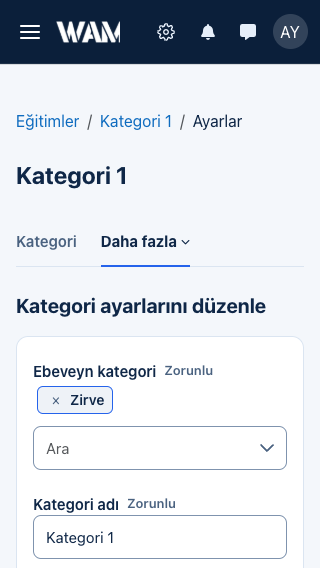 WAM
AY
Eğitimler / Kategori 1 / Ayarlar
Kategori 1
Kategori Daha fazla
Kategori ayarlarını düzenle
Ebeveyn kategori Zorunlu
× Zirve
Ara
Kategori adı Zorunlu
Kategori 1